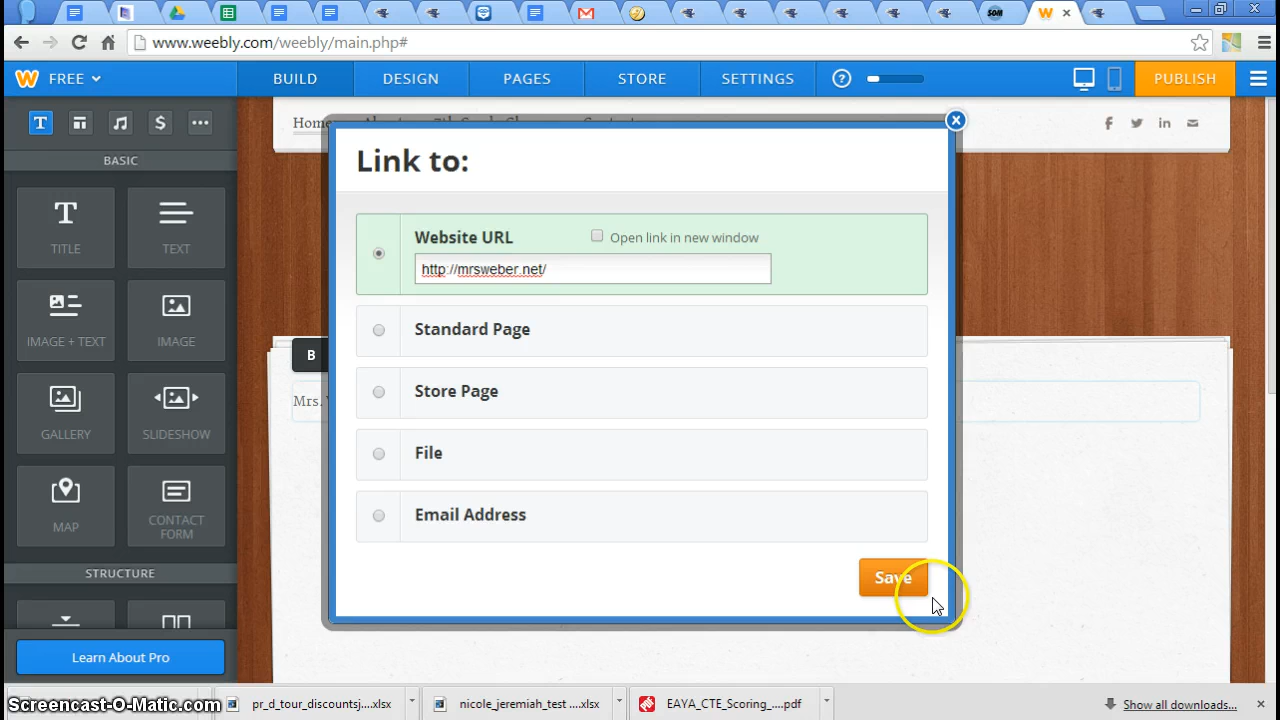 www.weebly.com/weebly/main.php#
FREE
BUILD
DESIGN
PAGES
STORE
SETTINGS
?
PUBLISH
T
$
BASIC
T
TITLE
TEXT
IMAGE + TEXT
IMAGE
GALLERY
SLIDESHOW
MAP
CONTACT
FORM
STRUCTURE
Learn About Pro
Home
Link to:
Website URL
Open link in new window
http://mrsweber.net/
Standard Page
Store Page
File
Email Address
Save
B
Mrs.
Screencast-O-Matic.com
pr_d_tour_discountsj....xlsx
nicole_jeremiah_test ....xlsx
EAYA_CTE_Scoring_....pdf
Show all downloads...